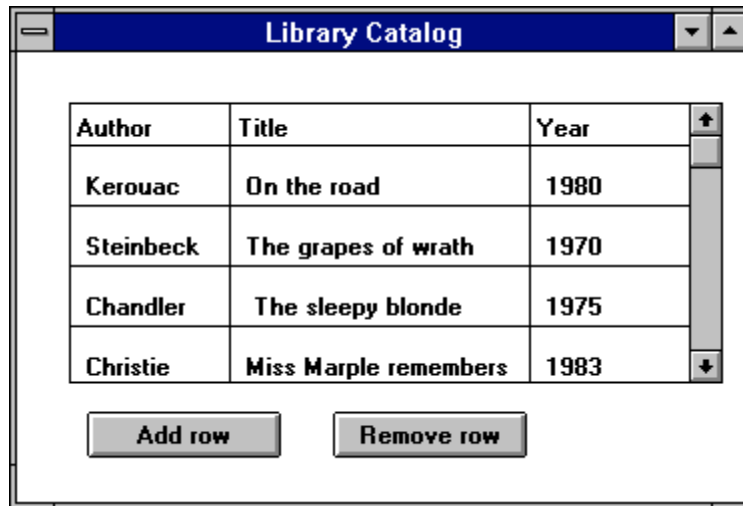 Library Catalog
Author Title Year
Kerouac On the road 1980
Steinbeck The grapes of wrath 1970
Chandler The sleepy blonde 1975
Christie Miss Marple remembers 1983
Add row Remove row